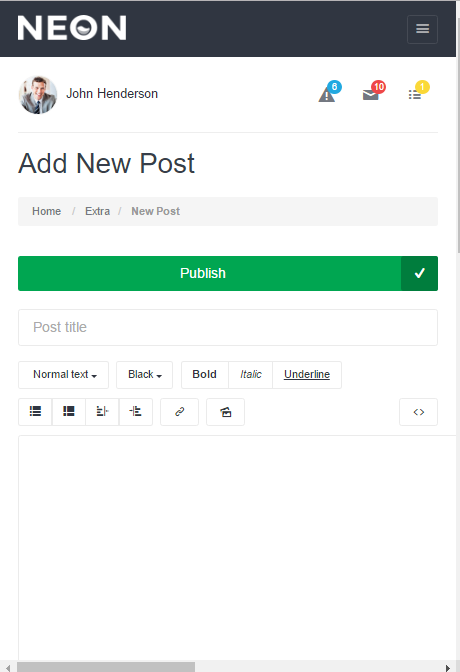 NEON
John Henderson
6
10
1
Add New Post
Home / Extra / New Post
Publish
Post title
Normal text Black Bold Italic Underline